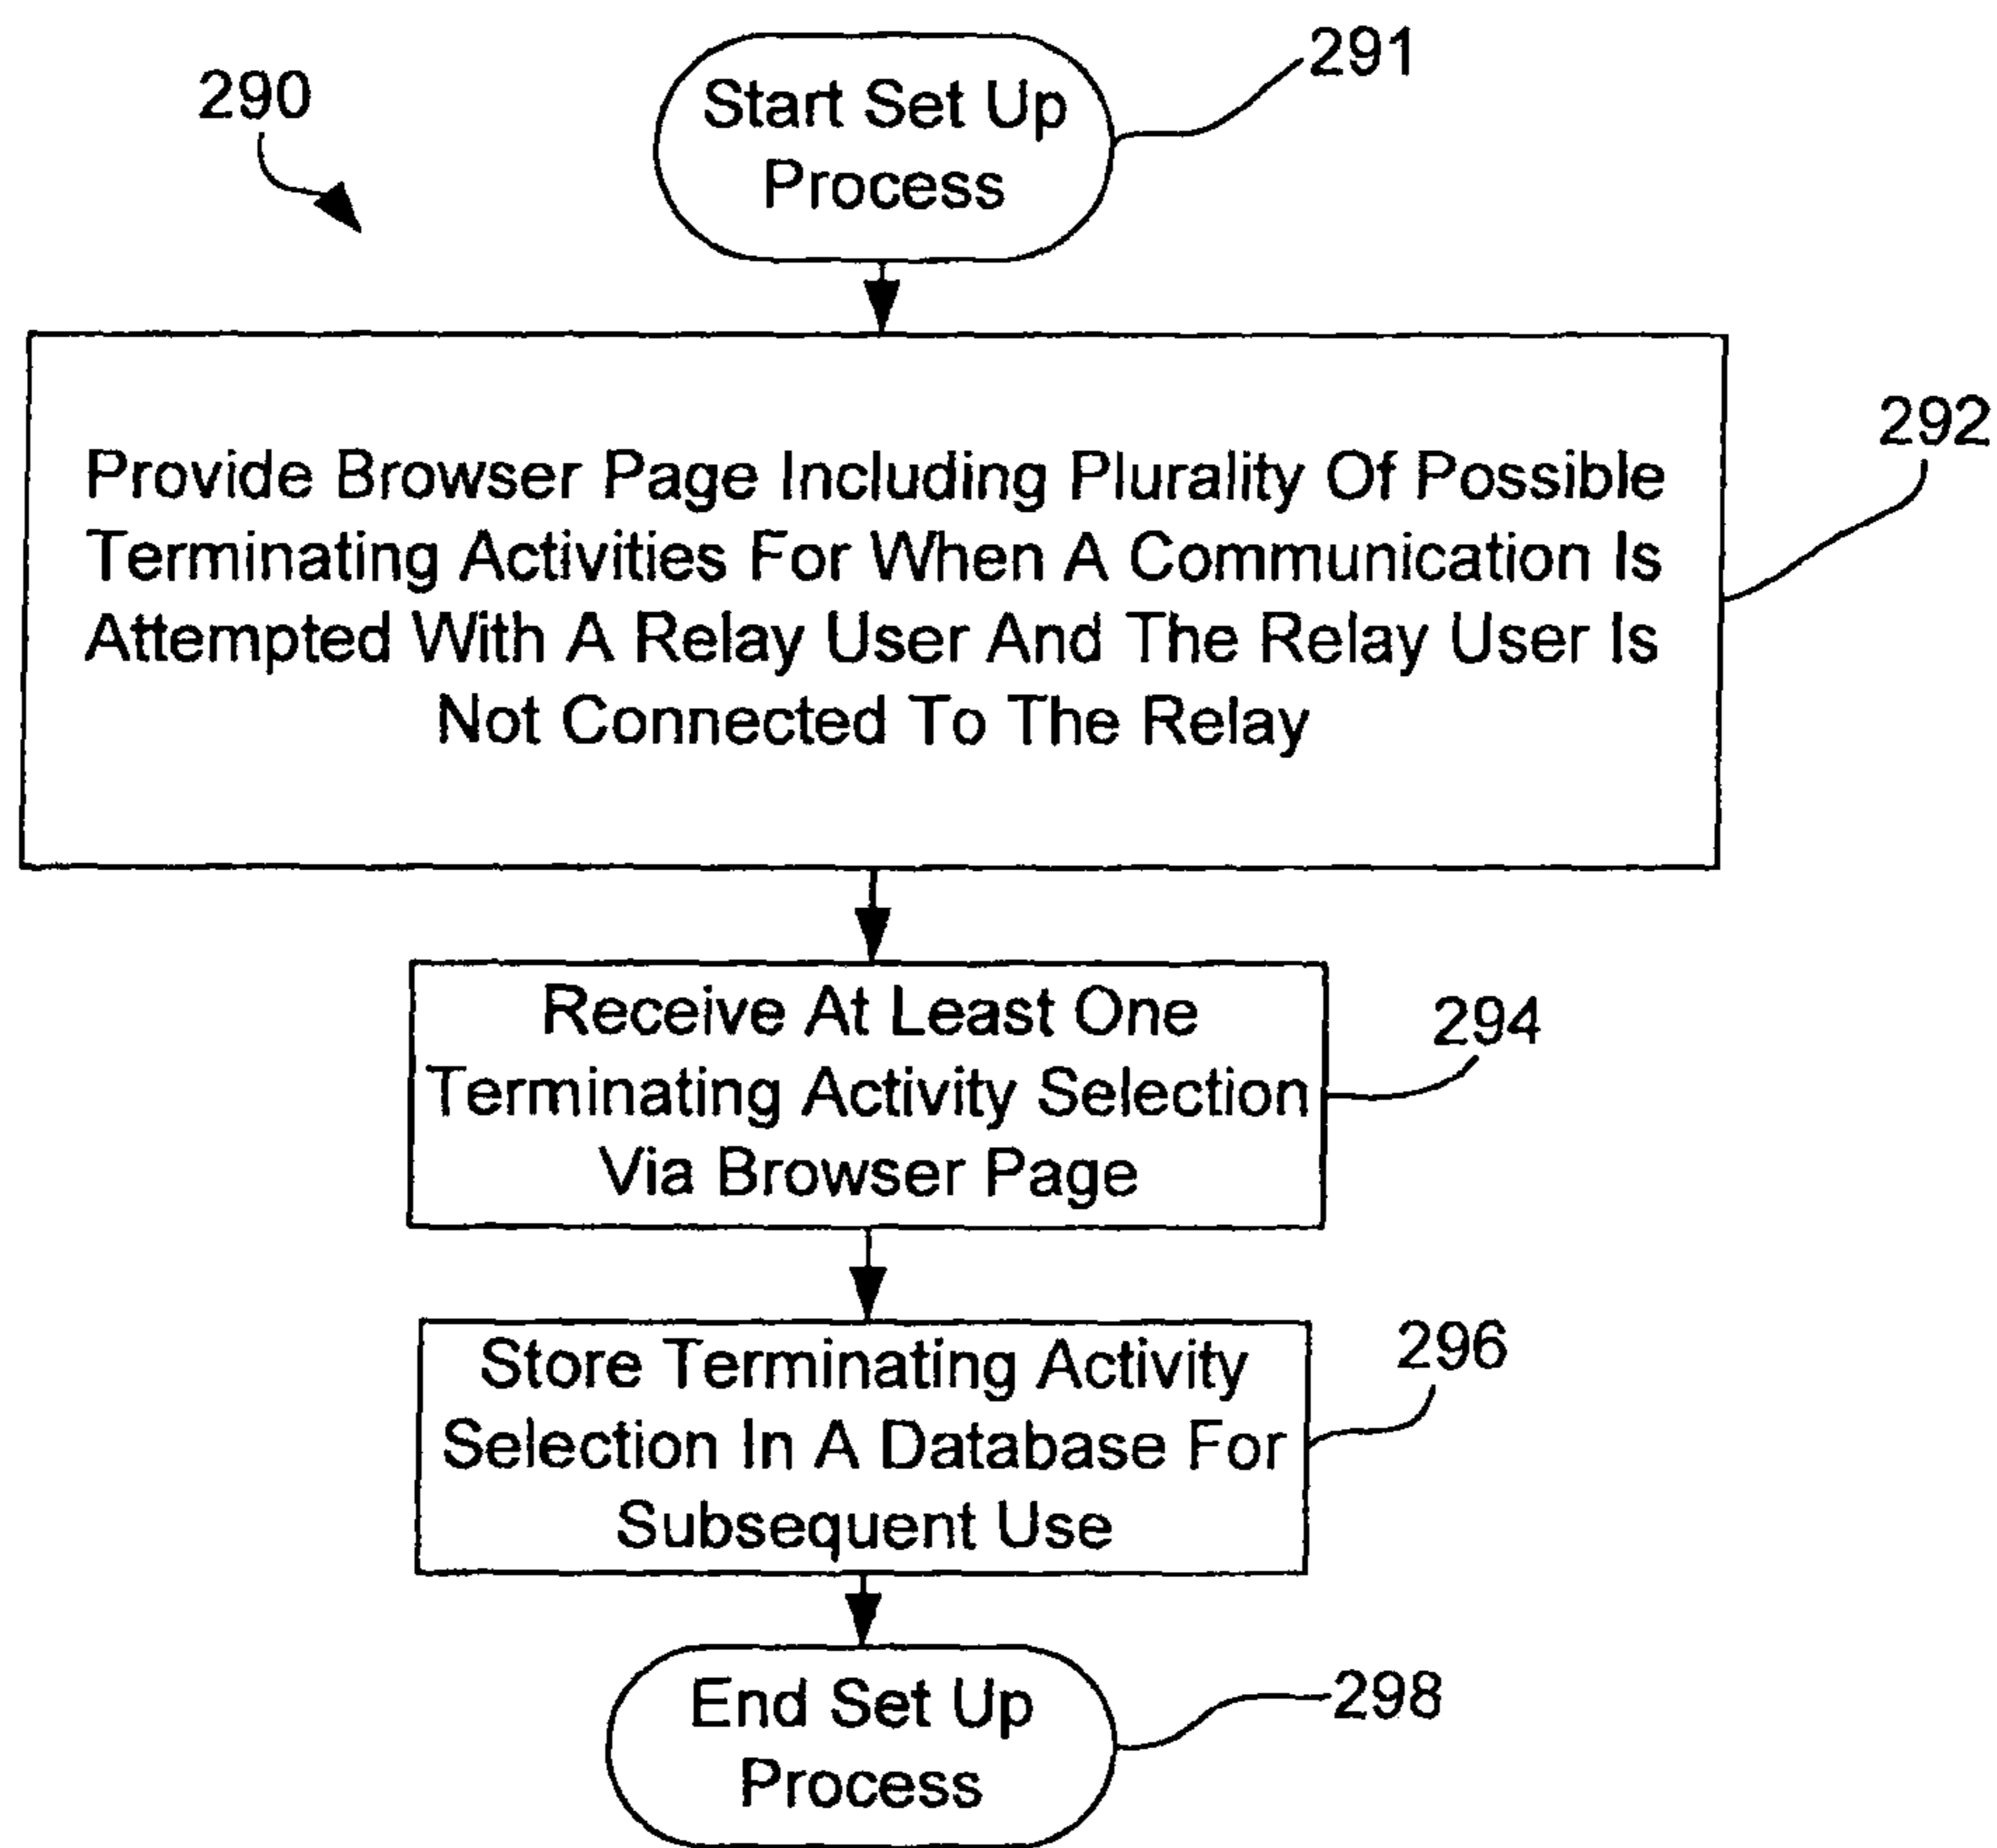 290
Start Set Up
Process
291
Provide Browser Page Including Plurality Of Possible
Terminating Activities For When A Communication Is
Attempted With A Relay User And The Relay User Is
Not Connected To The Relay
292
Receive At Least One
Terminating Activity Selection
Via Browser Page
294
Store Terminating Activity
Selection In A Database For
Subsequent Use
296
End Set Up
Process
298